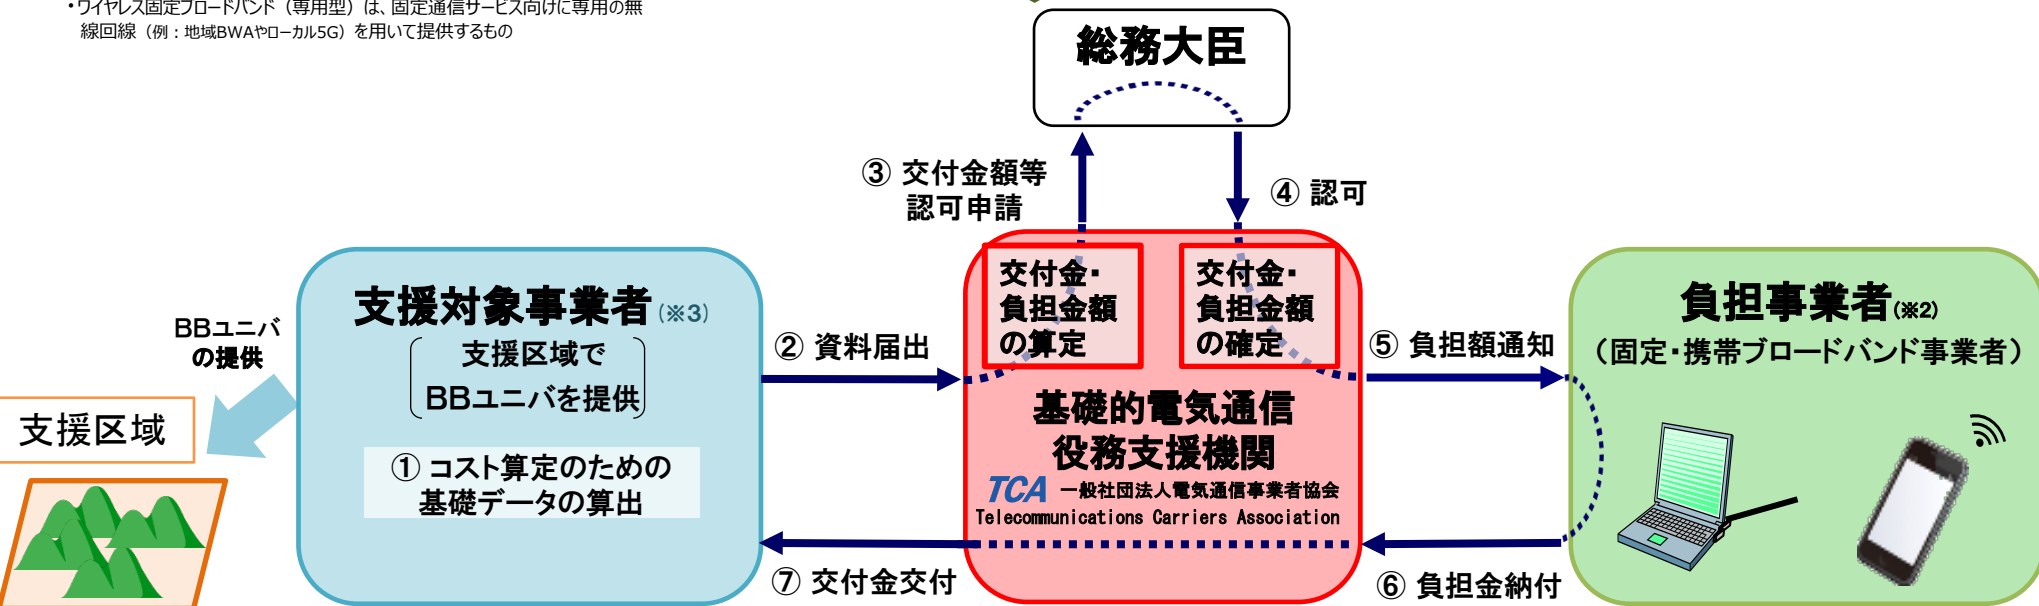 ・ワイヤレス固定ブロードバンド（専用型）は、固定通信サービス向けに専用の無
線回線（例：地域BWAやローカル5G）を用いて提供するもの
総務大臣
③ 交付金額等
認可申請
④ 認可
支援対象事業者(※3)
支援区域で
BBユニバを提供
① コスト算定のための
基礎データの算出
BBユニバ
の提供
支援区域
② 資料届出
交付金・
負担金額
の算定
交付金・
負担金額
の確定
基礎的電気通信
役務支援機関
TCA 一般社団法人電気通信事業者協会
Telecommunications Carriers Association
⑤ 負担額通知
負担事業者(※2)
（固定・携帯ブロードバンド事業者）
⑥ 負担金納付
⑦ 交付金交付